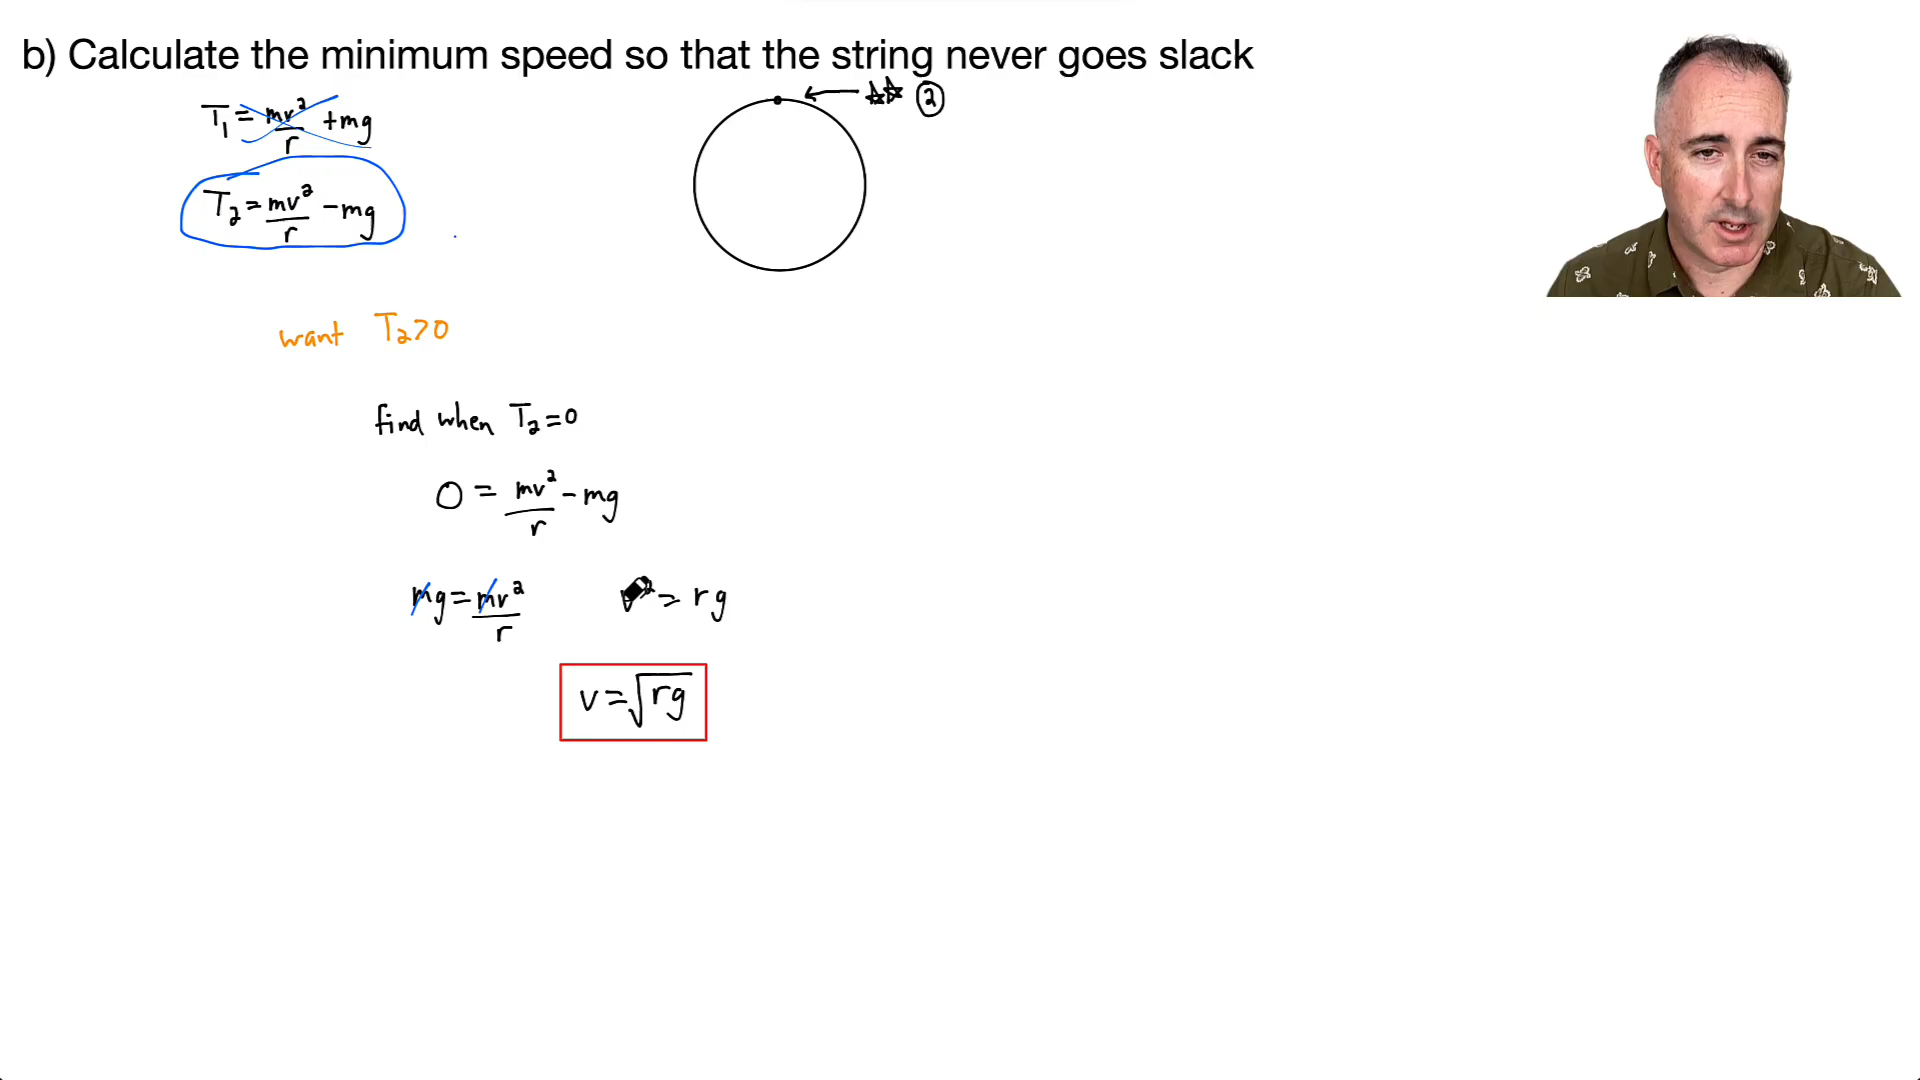 b) Calculate the minimum speed so that the string never goes slack
T₁ = mv²/r + mg
②
T₂ = mv²/r - mg
want T₂>0
find when T₂=0
0 = mv²/r - mg
mg = mv²/r
v² = rg
v = √rg